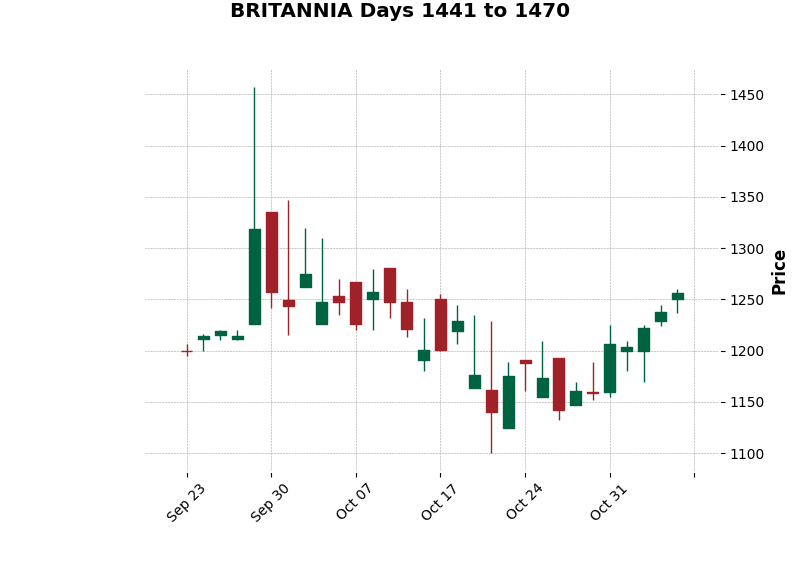 BRITANNIA Days 1441 to 1470
1450
1400
1350
1300
1250
1200
1150
1100
Price
Sep 23
Sep 30
Oct 07
Oct 17
Oct 24
Oct 31